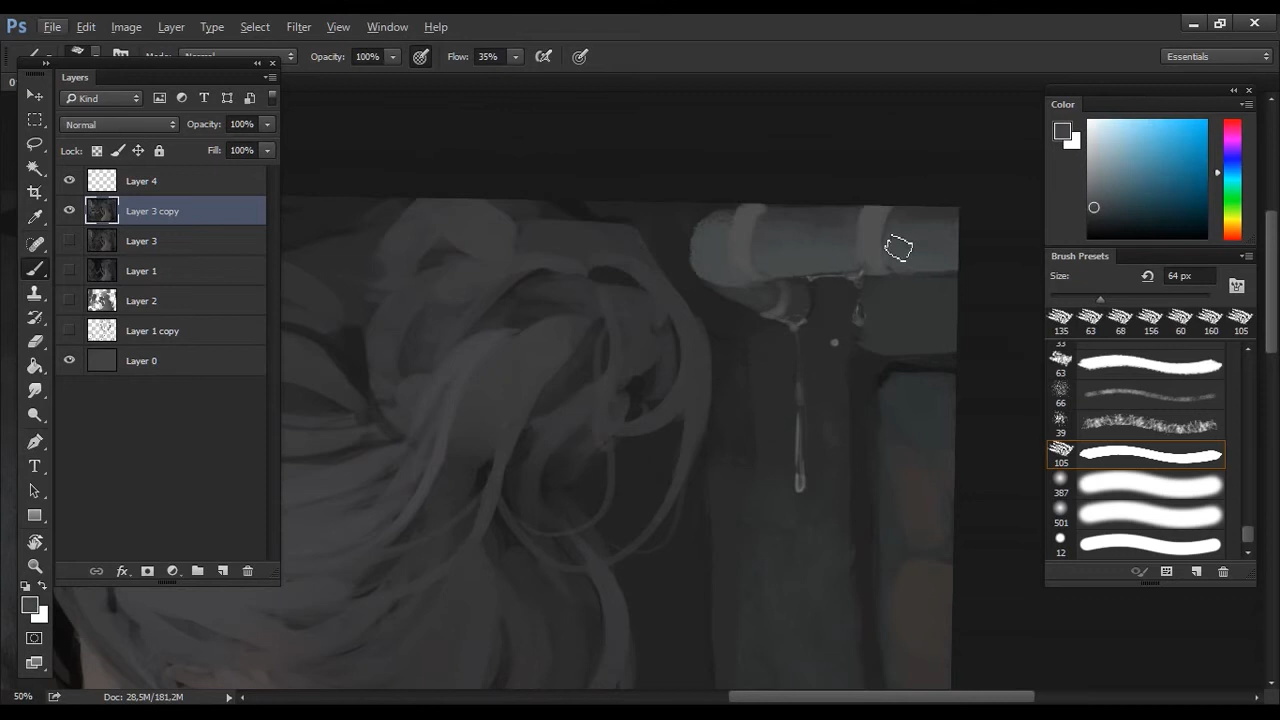 Ps File Edit Image Layer Type Select Filter View Window Help
Opacity: 100% Flow: 35% Essentials
Layers
Kind
Normal Opacity: 100%
Lock: Fill: 100%
Layer 4
Layer 3 copy
Layer 3
Layer 1
Layer 2
Layer 1 copy
Layer 0
Color
Brush Presets
Size: 64 px
135 63 68 156 60 160 105
33
63
66
39
105
387
501
12
50% Doc: 28,5M/181,2M